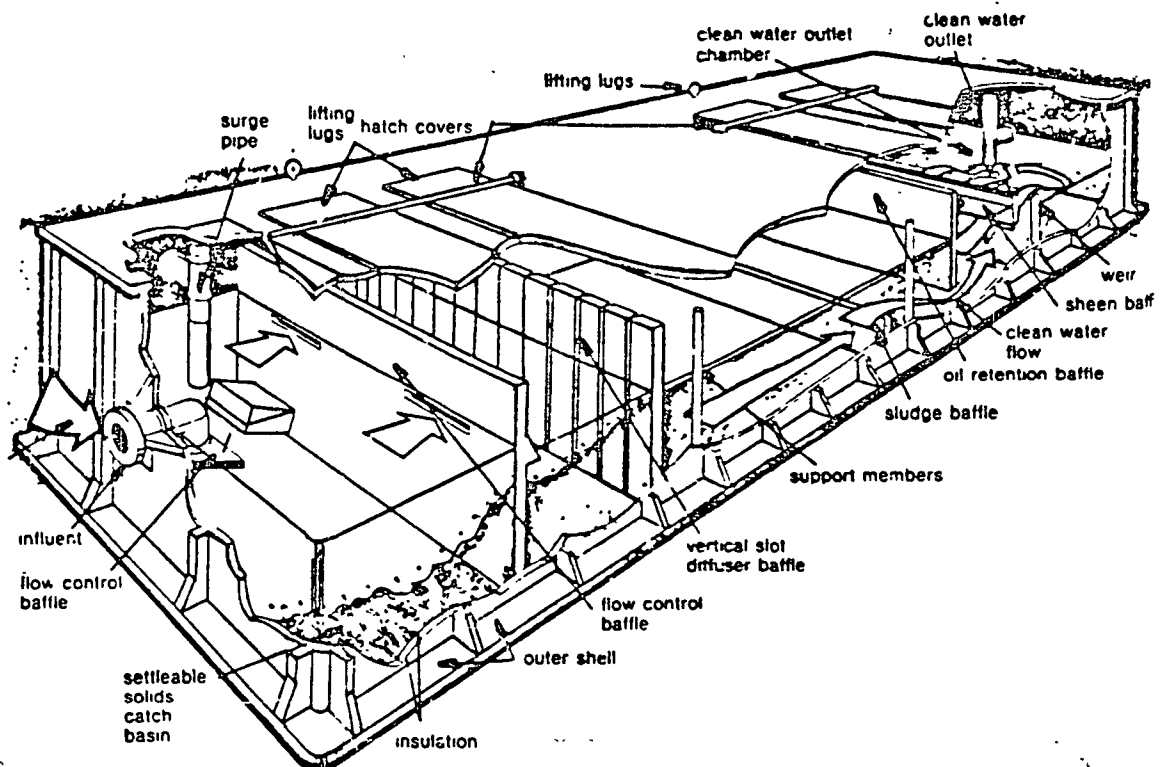 clean water
outlet
clean water outlet
chamber
lifting lugs
surge
pipe
lifting
lugs
hatch covers
weir
sheen baff
clean water
flow
oil retention baffle
sludge baffle
support members
influent
vertical slot
diffuser baffle
flow control
baffle
flow control
baffle
outer shell
settleable
solids
catch
basin
insulation